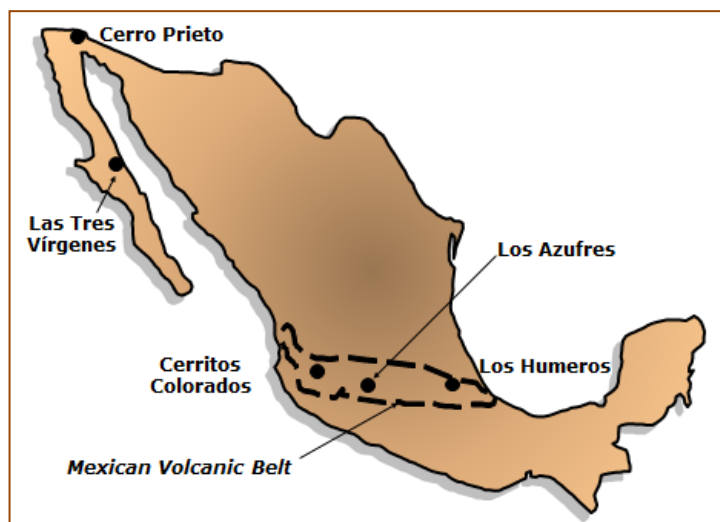 Cerro Prieto
Las Tres
Vírgenes
Los Azufres
Cerritos
Colorados
Los Humeros
Mexican Volcanic Belt